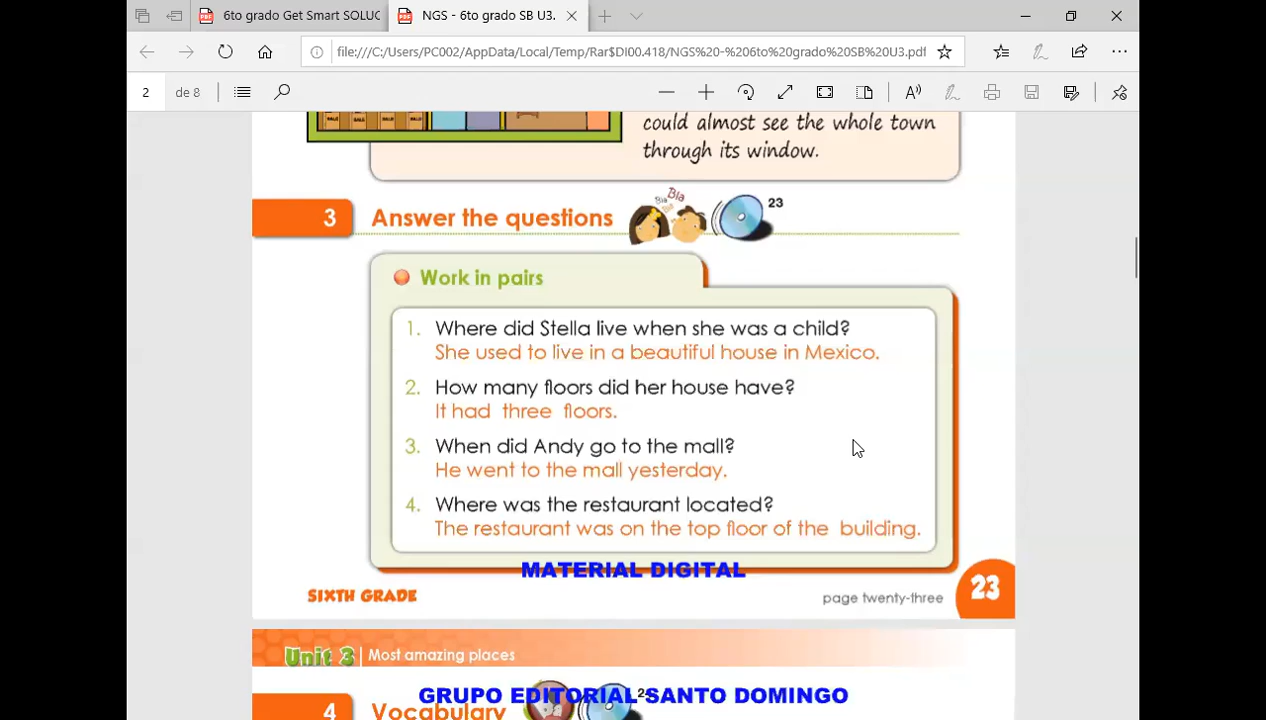 6to grado Get Smart SOLUC
NGS - 6to grado SB U3.
file:///C:/Users/PC002/AppData/Local/Temp/Rar$DI00.418/NGS%20-%206to%20grado%20SB%20U3.pdf
2 de 8
could almost see the whole town
through its window.
3 Answer the questions
Bla Bla Bla
23
Work in pairs
1. Where did Stella live when she was a child?
She used to live in a beautiful house in Mexico.
2. How many floors did her house have?
It had three floors.
3. When did Andy go to the mall?
He went to the mall yesterday.
4. Where was the restaurant located?
The restaurant was on the top floor of the building.
MATERIAL DIGITAL
SIXTH GRADE
page twenty-three
23
Unit 3 Most amazing places
GRUPO EDITORIAL SANTO DOMINGO
4 Vocabulary